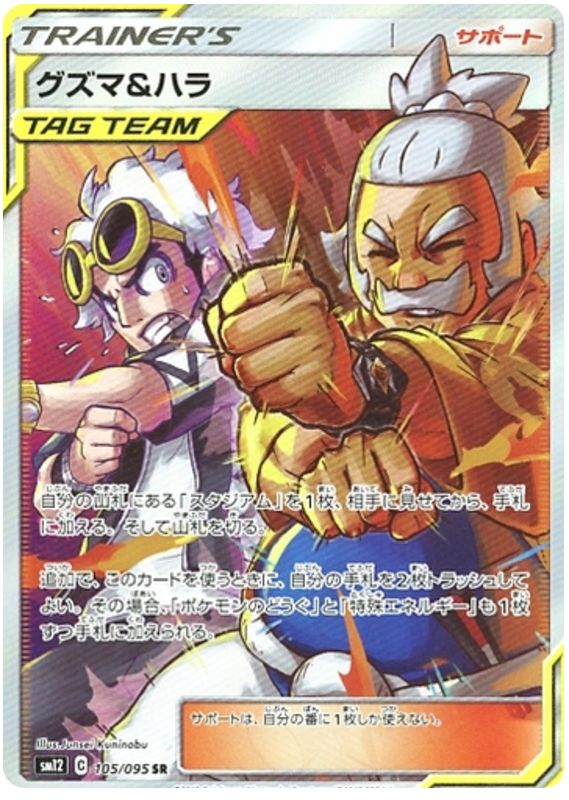 TRAINER'S
サポート
グズマ&ハラ
TAG TEAM
自分の山札にある「スタジアム」を1枚、相手に見せてから、手札
に加える。そして山札を切る。
追加で、このカードを使うときに、自分の手札を2枚トラッシュして
よい。その場合、「ポケモンのどうぐ」と「特殊エネルギー」も1枚
ずつ手札に加えられる。
サポートは、自分の番に1枚しか使えない。
Illus.Junsei Kuninobu
sm12 C 105/095 SR